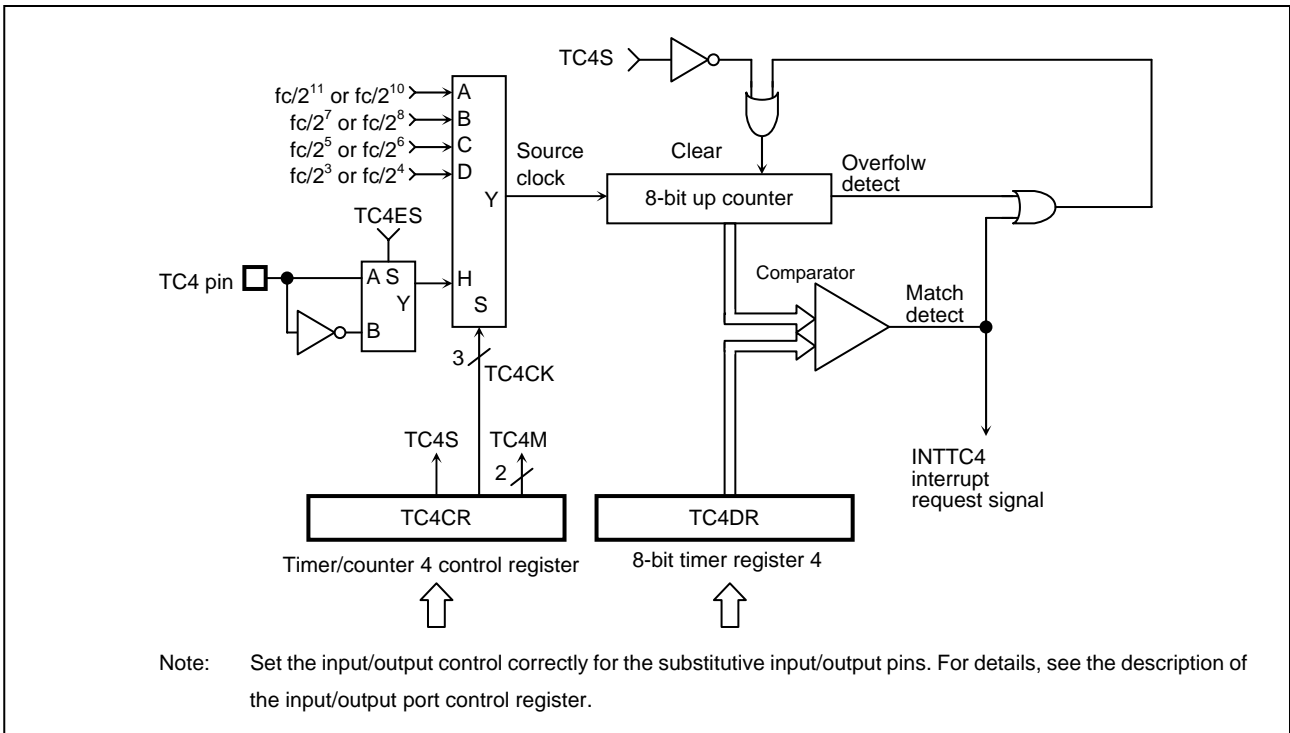 TC4S
fc/2^11 or fc/2^10
A
fc/2^7 or fc/2^8
B
fc/2^5 or fc/2^6
C
fc/2^3 or fc/2^4
D
Y
Source
clock
Clear
8-bit up counter
Overfolw
detect
TC4ES
TC4 pin
A S
Y
B
H
S
Comparator
Match
detect
3
TC4CK
TC4S
TC4M
2
INTTC4
interrupt
request signal
TC4CR
TC4DR
Timer/counter 4 control register
8-bit timer register 4
Note: Set the input/output control correctly for the substitutive input/output pins. For details, see the description of
the input/output port control register.